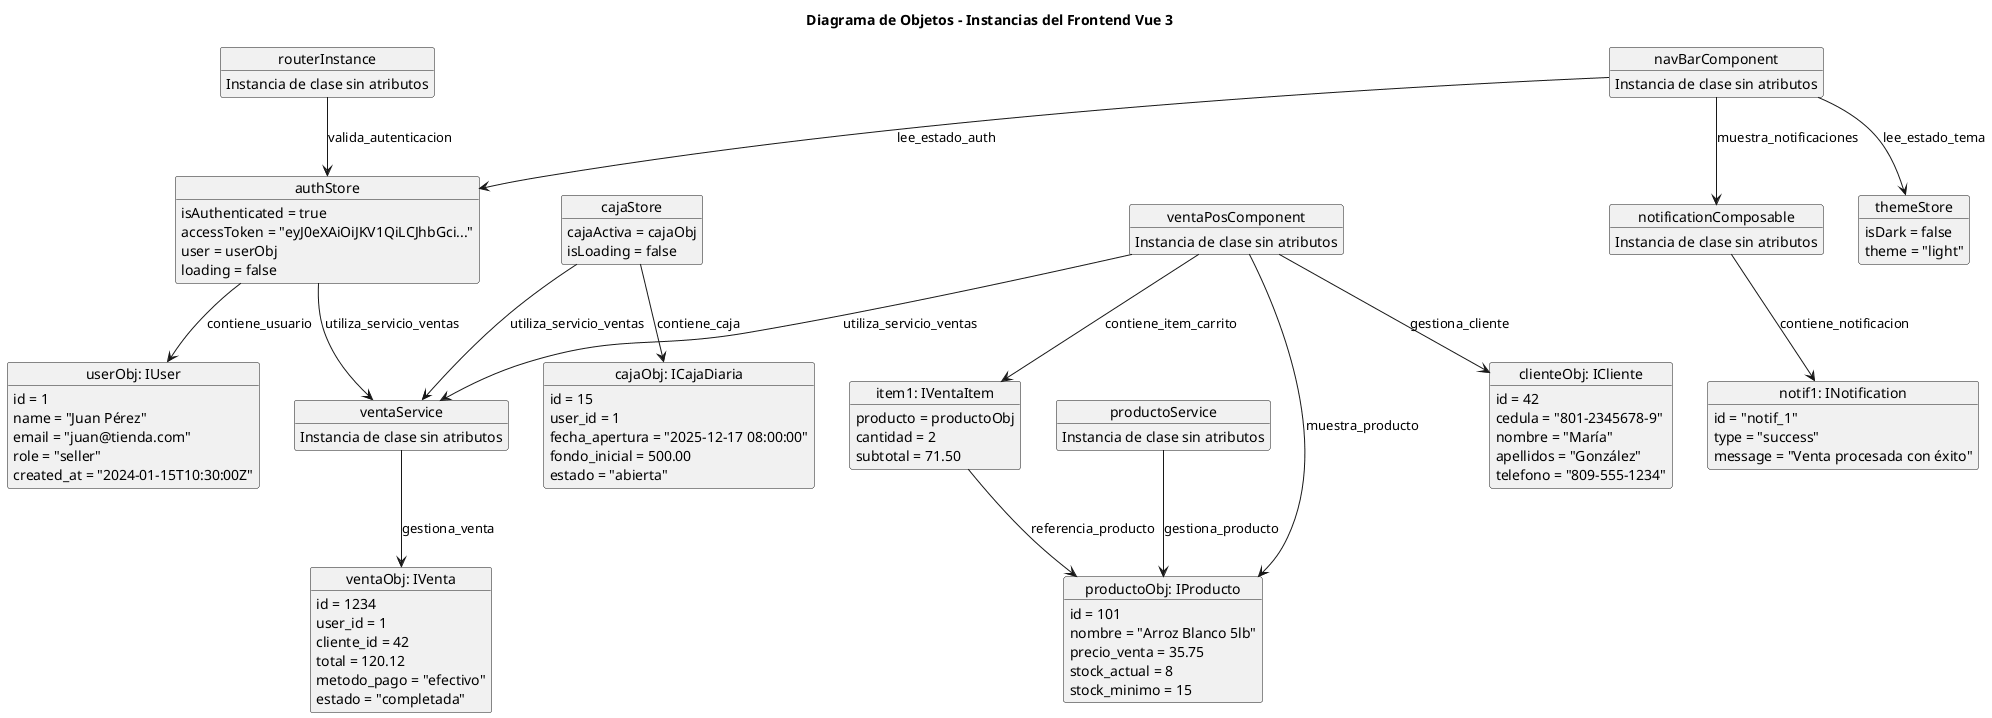 Diagrama de Objetos - Instancias del Frontend Vue 3
routerInstance
Instancia de clase sin atributos
navBarComponent
Instancia de clase sin atributos
valida_autenticacion
lee_estado_auth
muestra_notificaciones
lee_estado_tema
authStore
isAuthenticated = true
accessToken = "eyJ0eXAiOiJKV1QiLCJhbGci..."
user = userObj
loading = false
cajaStore
cajaActiva = cajaObj
isLoading = false
ventaPosComponent
Instancia de clase sin atributos
notificationComposable
Instancia de clase sin atributos
themeStore
isDark = false
theme = "light"
contiene_usuario
utiliza_servicio_ventas
utiliza_servicio_ventas
contiene_caja
utiliza_servicio_ventas
contiene_item_carrito
gestiona_cliente
contiene_notificacion
userObj: IUser
id = 1
name = "Juan Pérez"
email = "juan@tienda.com"
role = "seller"
created_at = "2024-01-15T10:30:00Z"
ventaService
Instancia de clase sin atributos
cajaObj: ICajaDiaria
id = 15
user_id = 1
fecha_apertura = "2025-12-17 08:00:00"
fondo_inicial = 500.00
estado = "abierta"
item1: IVentaItem
producto = productoObj
cantidad = 2
subtotal = 71.50
productoService
Instancia de clase sin atributos
muestra_producto
clienteObj: ICliente
id = 42
cedula = "801-2345678-9"
nombre = "María"
apellidos = "González"
telefono = "809-555-1234"
notif1: INotification
id = "notif_1"
type = "success"
message = "Venta procesada con éxito"
gestiona_venta
referencia_producto
gestiona_producto
ventaObj: IVenta
id = 1234
user_id = 1
cliente_id = 42
total = 120.12
metodo_pago = "efectivo"
estado = "completada"
productoObj: IProducto
id = 101
nombre = "Arroz Blanco 5lb"
precio_venta = 35.75
stock_actual = 8
stock_minimo = 15